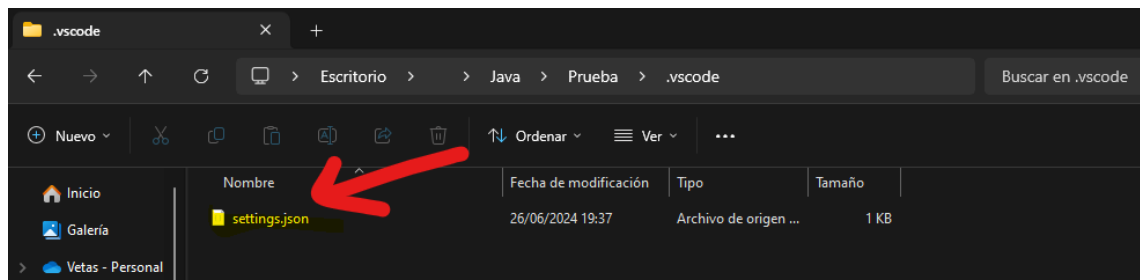 .vscode
Escritorio > > Java > Prueba > .vscode Buscar en .vscode
Nuevo Ordenar Ver ...
Inicio Nombre Fecha de modificación Tipo Tamaño
settings.json 26/06/2024 19:37 Archivo de origen ... 1 KB
Galería
Vetas - Personal